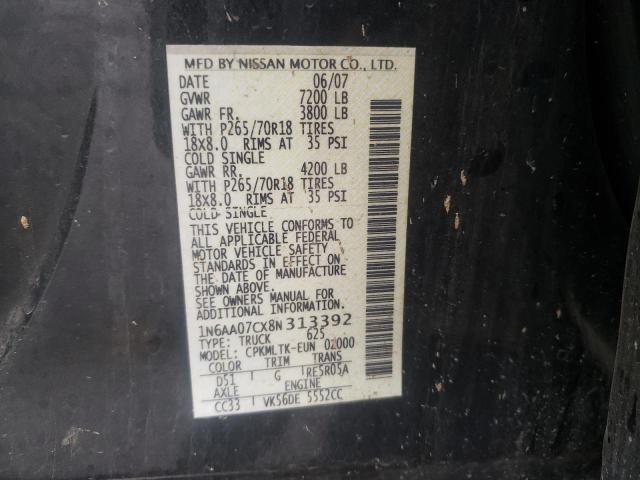 MFD BY NISSAN MOTOR CO., LTD.
DATE 06/07
GVWR 7200 LB
GAWR FR. 3800 LB
WITH P265/70R18 TIRES
18X8.0 RIMS AT 35 PSI
COLD SINGLE
GAWR RR. 4200 LB
WITH P265/70R18 TIRES
18X8.0 RIMS AT 35 PSI
COLD SINGLE
THIS VEHICLE CONFORMS TO
ALL APPLICABLE FEDERAL
MOTOR VEHICLE SAFETY
STANDARDS IN EFFECT ON
THE DATE OF MANUFACTURE
SHOWN ABOVE.
SEE OWNERS MANUAL FOR
ADDITIONAL INFORMATION.
1N6AA07CX8N313392
TYPE: TRUCK 625
MODEL: CPKMLTK-EUN 02000
COLOR TRIM TRANS
D51 G RE5R05A
AXLE ENGINE
CC33 VK56DE 5552CC